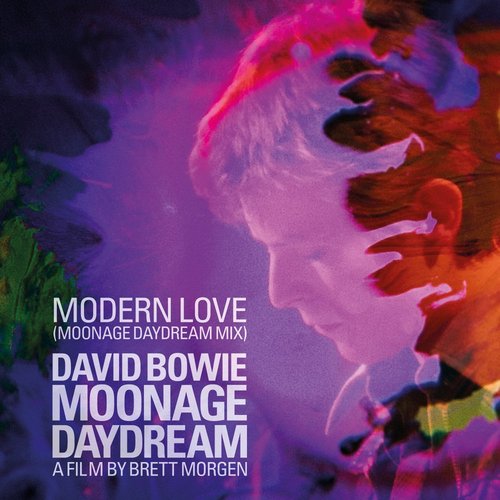 MODERN LOVE
(MOONAGE DAYDREAM MIX)
DAVID BOWIE
MOONAGE
DAYDREAM
A FILM BY BRETT MORGEN